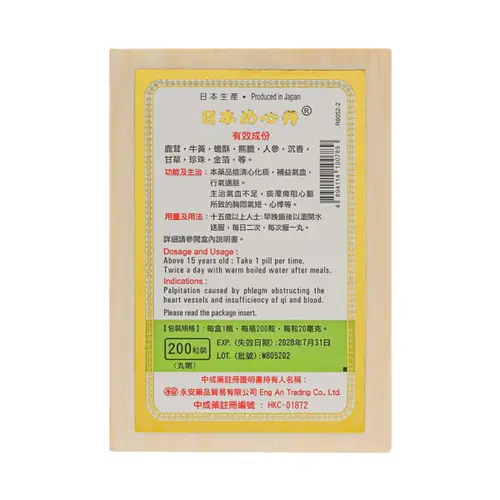 日本生產 • Produced in Japan
日本救心丹®
有效成份
鹿茸，牛黃，蟾酥，熊膽，人參，沉香，
甘草，珍珠，金箔，等。
功能及主治：本藥品能清心化痰，補益氣血，
行氣通脈。
主治氣血不足，痰濁痺阻心脈
所致的胸悶氣短、心悸等。
用量及用法：十五歲以上人士:早晚飯後以溫開水
送服，每日二次，每次服一丸。
詳細請參閱盒內說明書。
Dosage and Usage :
Above 15 years old : Take 1 pill per time.
Twice a day with warm boiled water after meals.
Indications :
Palpitation caused by phlegm obstructing the
heart vessels and insufficiency of qi and blood.
Please read the package insert.
【包裝規格】：每盒1瓶，每瓶200粒，每粒20毫克。
200粒裝
(丸劑)
EXP. (失效日期)：2028年7月31日
LOT. (批號)：W805202
中成藥註冊證明書持有人名稱：
永安藥品貿易有限公司 Eng An Trading Co., Ltd.
中成藥註冊編號 : HKC-01872
R8052-2
4 894114 100789